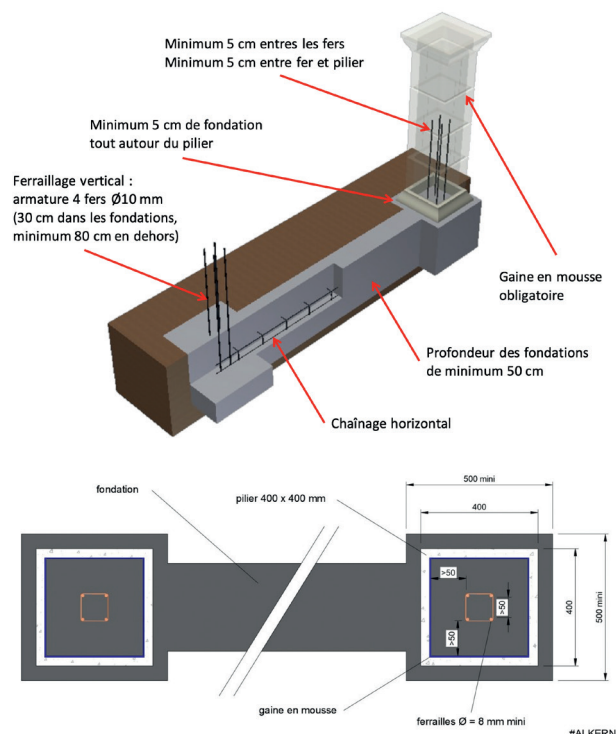 Minimum 5 cm entres les fers
Minimum 5 cm entre fer et pilier
Minimum 5 cm de fondation
tout autour du pilier
Ferraillage vertical :
armature 4 fers Ø10 mm
(30 cm dans les fondations,
minimum 80 cm en dehors)
Gaine en mousse
obligatoire
Profondeur des fondations
de minimum 50 cm
Chaînage horizontal
500 mini
fondation
pilier 400 x 400 mm
400
>50
>50
>50
400
500 mini
gaine en mousse
ferrailles Ø = 8 mm mini
#ALKERN